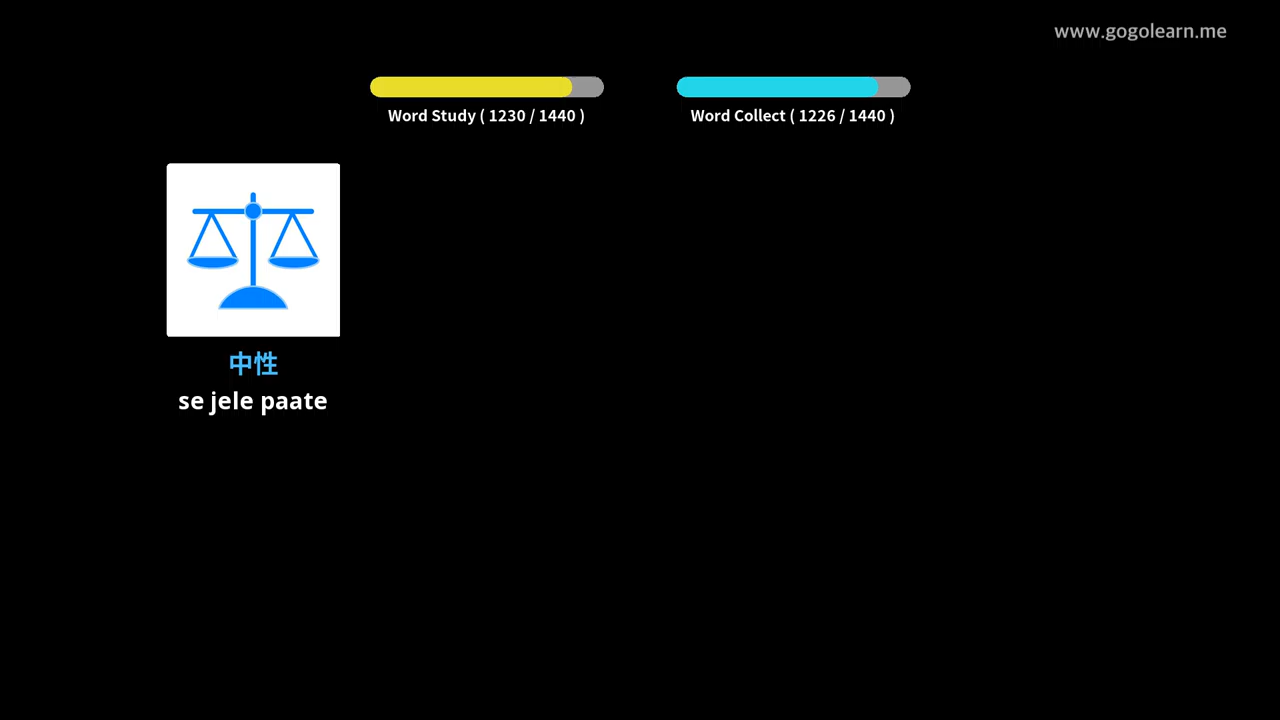 www.gogolearn.me
Word Study ( 1230 / 1440 )
Word Collect ( 1226 / 1440 )
中性
se jele paate